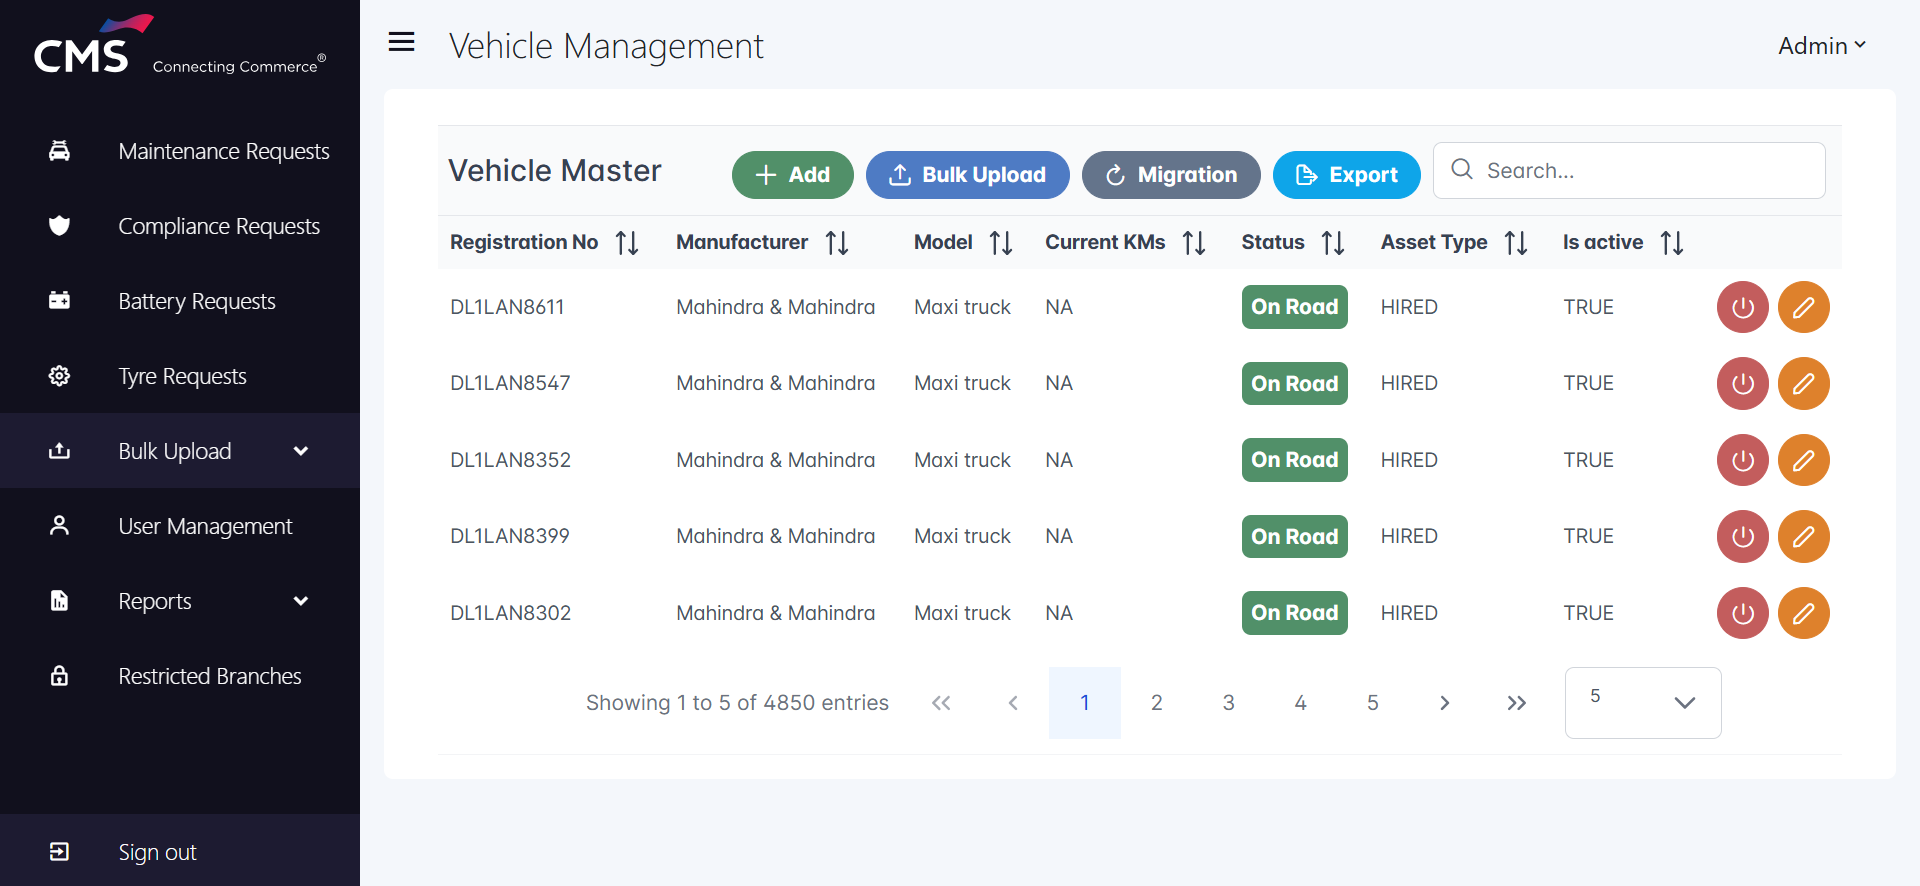 CMS Connecting Commerce®
Maintenance Requests
Compliance Requests
Battery Requests
Tyre Requests
Bulk Upload
User Management
Reports
Restricted Branches
Sign out
Vehicle Management
Admin
Vehicle Master
Add
Bulk Upload
Migration
Export
Search...
Registration No Manufacturer Model Current KMs Status Asset Type Is active
DL1LAN8611 Mahindra & Mahindra Maxi truck NA On Road HIRED TRUE
DL1LAN8547 Mahindra & Mahindra Maxi truck NA On Road HIRED TRUE
DL1LAN8352 Mahindra & Mahindra Maxi truck NA On Road HIRED TRUE
DL1LAN8399 Mahindra & Mahindra Maxi truck NA On Road HIRED TRUE
DL1LAN8302 Mahindra & Mahindra Maxi truck NA On Road HIRED TRUE
Showing 1 to 5 of 4850 entries << < 1 2 3 4 5 > >> 5